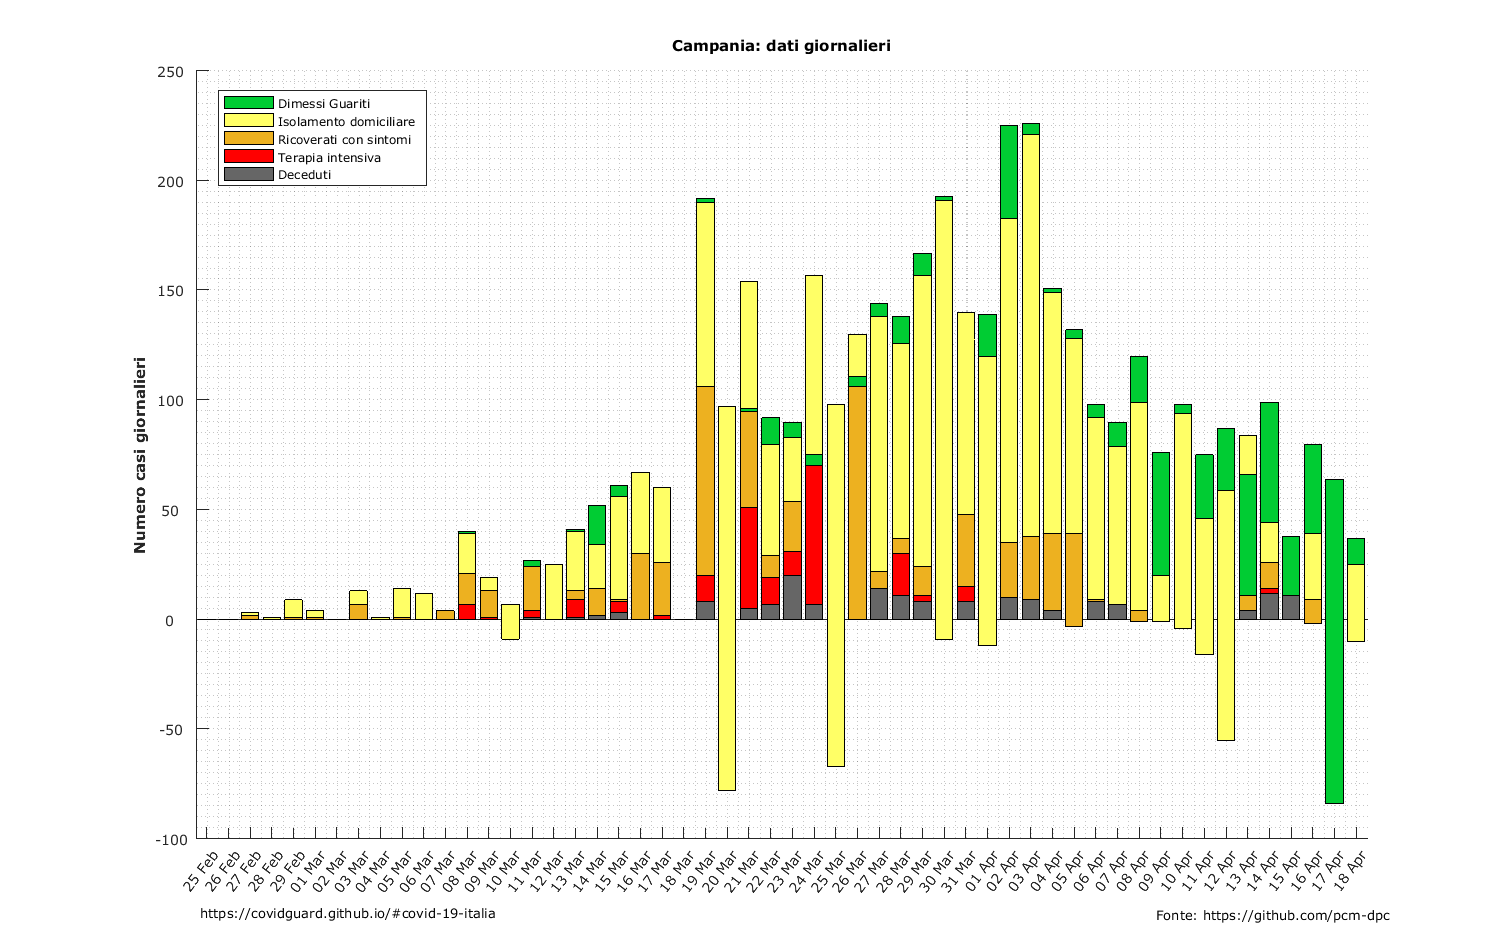 Campania: dati giornalieri
250
200
150
100
50
0
-50
-100
Numero casi giornalieri
Dimessi Guariti
Isolamento domiciliare
Ricoverati con sintomi
Terapia intensiva
Deceduti
25 Feb
26 Feb
27 Feb
28 Feb
29 Feb
01 Mar
02 Mar
03 Mar
04 Mar
05 Mar
06 Mar
07 Mar
08 Mar
09 Mar
10 Mar
11 Mar
12 Mar
13 Mar
14 Mar
15 Mar
16 Mar
17 Mar
18 Mar
19 Mar
20 Mar
21 Mar
22 Mar
23 Mar
24 Mar
25 Mar
26 Mar
27 Mar
28 Mar
29 Mar
30 Mar
31 Mar
01 Apr
02 Apr
03 Apr
04 Apr
05 Apr
06 Apr
07 Apr
08 Apr
09 Apr
10 Apr
11 Apr
12 Apr
13 Apr
14 Apr
15 Apr
16 Apr
17 Apr
18 Apr
https://covidguard.github.io/#covid-19-italia
Fonte: https://github.com/pcm-dpc